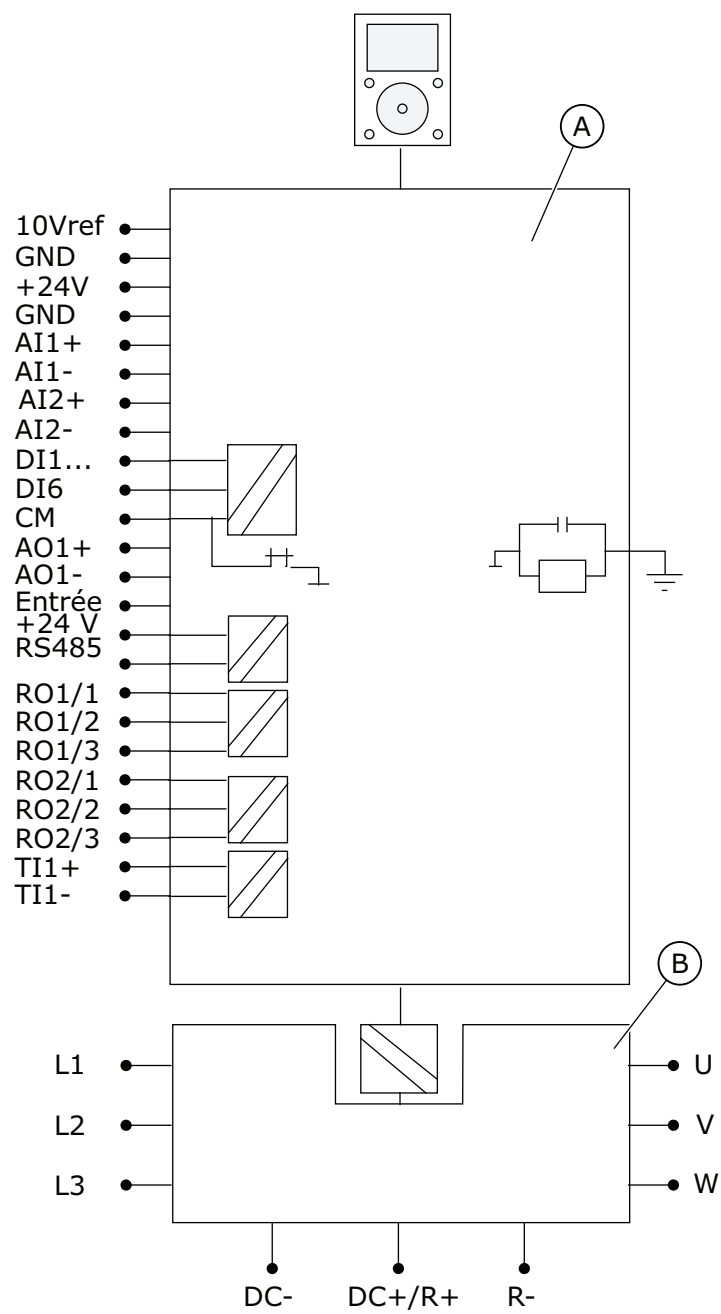 A
10Vref
GND
+24V
GND
AI1+
AI1-
AI2+
AI2-
DI1...
DI6
CM
AO1+
AO1-
Entrée
+24 V
RS485
RO1/1
RO1/2
RO1/3
RO2/1
RO2/2
RO2/3
TI1+
TI1-
B
L1
U
L2
V
L3
W
DC-
DC+/R+
R-